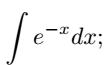 ∫ e^{-x} dx;